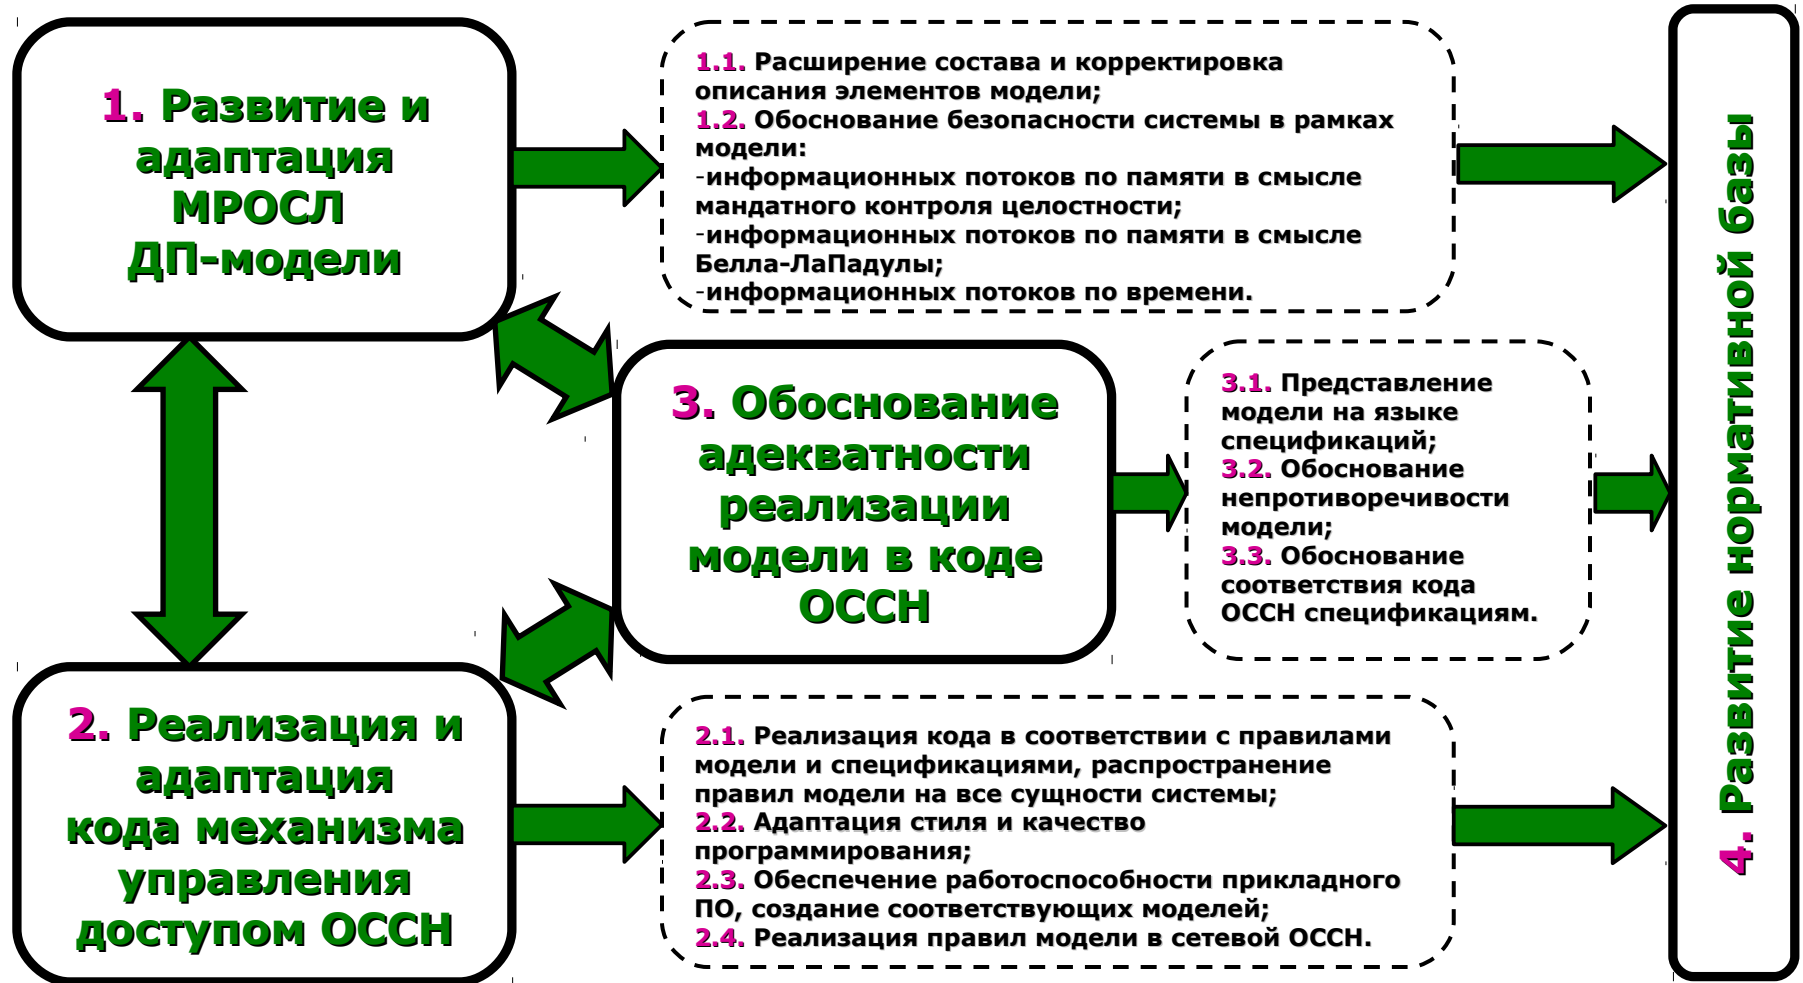 1. Развитие и
адаптация
МРОСЛ
ДП-модели
1.1. Расширение состава и корректировка
описания элементов модели;
1.2. Обоснование безопасности системы в рамках
модели:
-информационных потоков по памяти в смысле
мандатного контроля целостности;
-информационных потоков по памяти в смысле
Белла-ЛаПадулы;
-информационных потоков по времени.
3. Обоснование
адекватности
реализации
модели в коде
ОССН
3.1. Представление
модели на языке
спецификаций;
3.2. Обоснование
непротиворечивости
модели;
3.3. Обоснование
соответствия кода
ОССН спецификациям.
2. Реализация и
адаптация
кода механизма
управления
доступом ОССН
2.1. Реализация кода в соответствии с правилами
модели и спецификациями, распространение
правил модели на все сущности системы;
2.2. Адаптация стиля и качество
программирования;
2.3. Обеспечение работоспособности прикладного
ПО, создание соответствующих моделей;
2.4. Реализация правил модели в сетевой ОССН.
4. Развитие нормативной базы